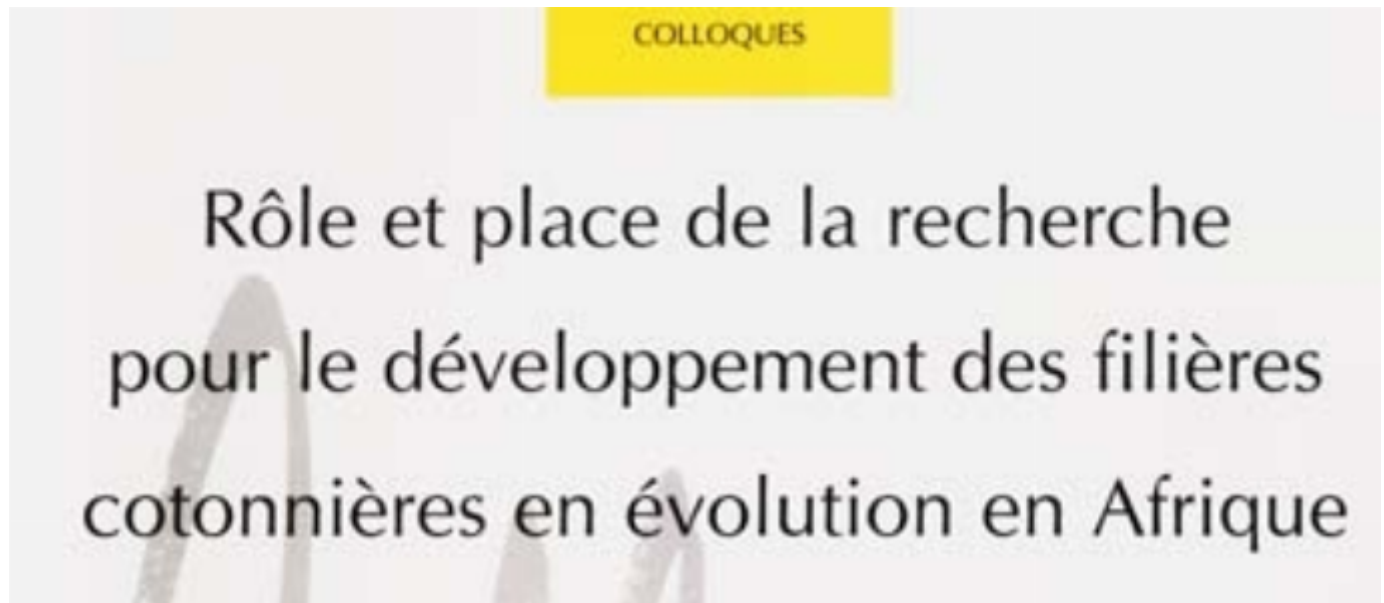 COLLOQUES
Rôle et place de la recherche
pour le développement des filières
cotonnières en évolution en Afrique